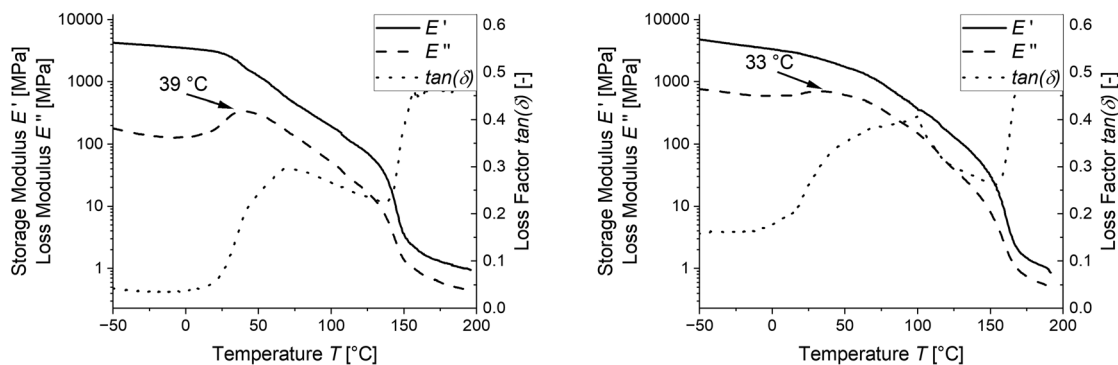 Storage Modulus E ' [MPa]
Loss Modulus E " [MPa]
10000
1000
100
10
1
39 °C
E '
E "
tan(δ)
0.6
0.5
0.4
0.3
0.2
0.1
0.0
Loss Factor tan(δ) [-]
−50
0
50
100
150
200
Temperature T [°C]
Storage Modulus E ' [MPa]
Loss Modulus E " [MPa]
10000
1000
100
10
1
33 °C
E '
E "
tan(δ)
0.6
0.5
0.4
0.3
0.2
0.1
0.0
Loss Factor tan(δ) [-]
−50
0
50
100
150
200
Temperature T [°C]